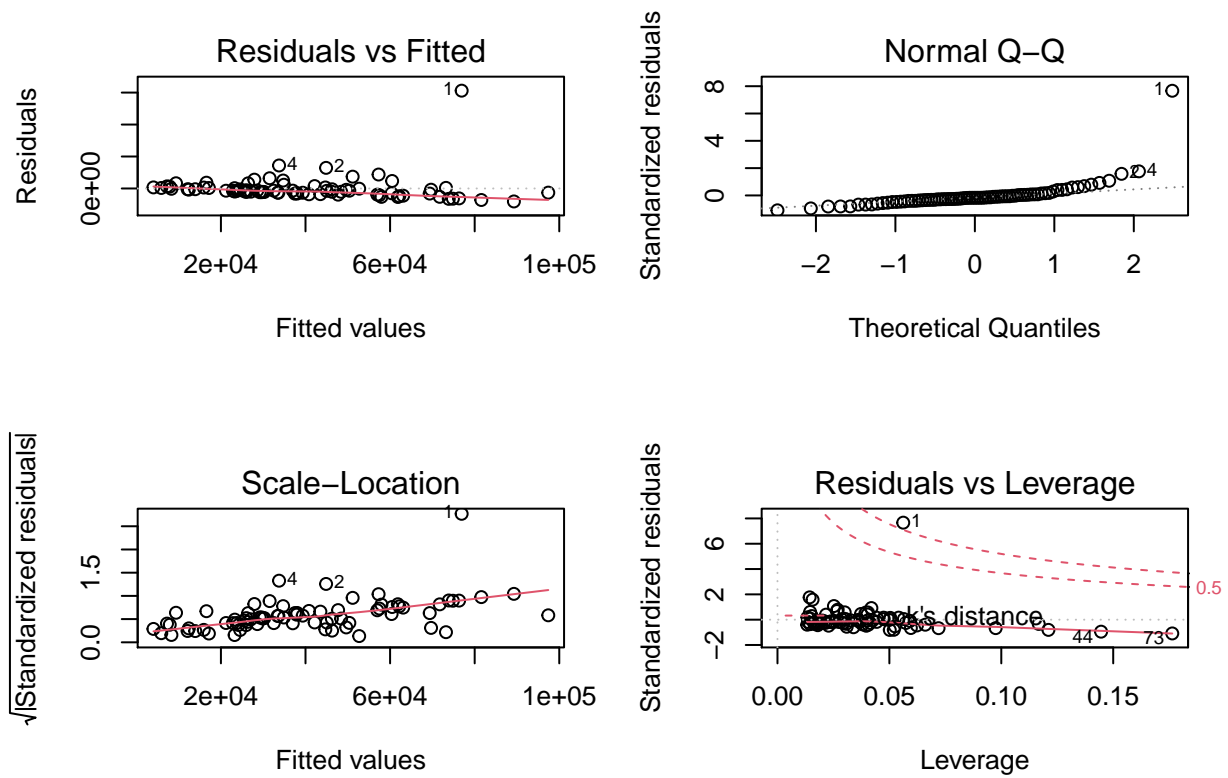 Residuals vs Fitted
Residuals
0e+00
1
4
2
2e+04 6e+04 1e+05
Fitted values
Normal Q−Q
Standardized residuals
0 4 8
1
2 4
−2 −1 0 1 2
Theoretical Quantiles
Scale−Location
√|Standardized residuals|
0.0 1.5
1
4
2
2e+04 6e+04 1e+05
Fitted values
Residuals vs Leverage
Standardized residuals
−2 2 6
1
0.5
k's distance
44 73
0.00 0.05 0.10 0.15
Leverage